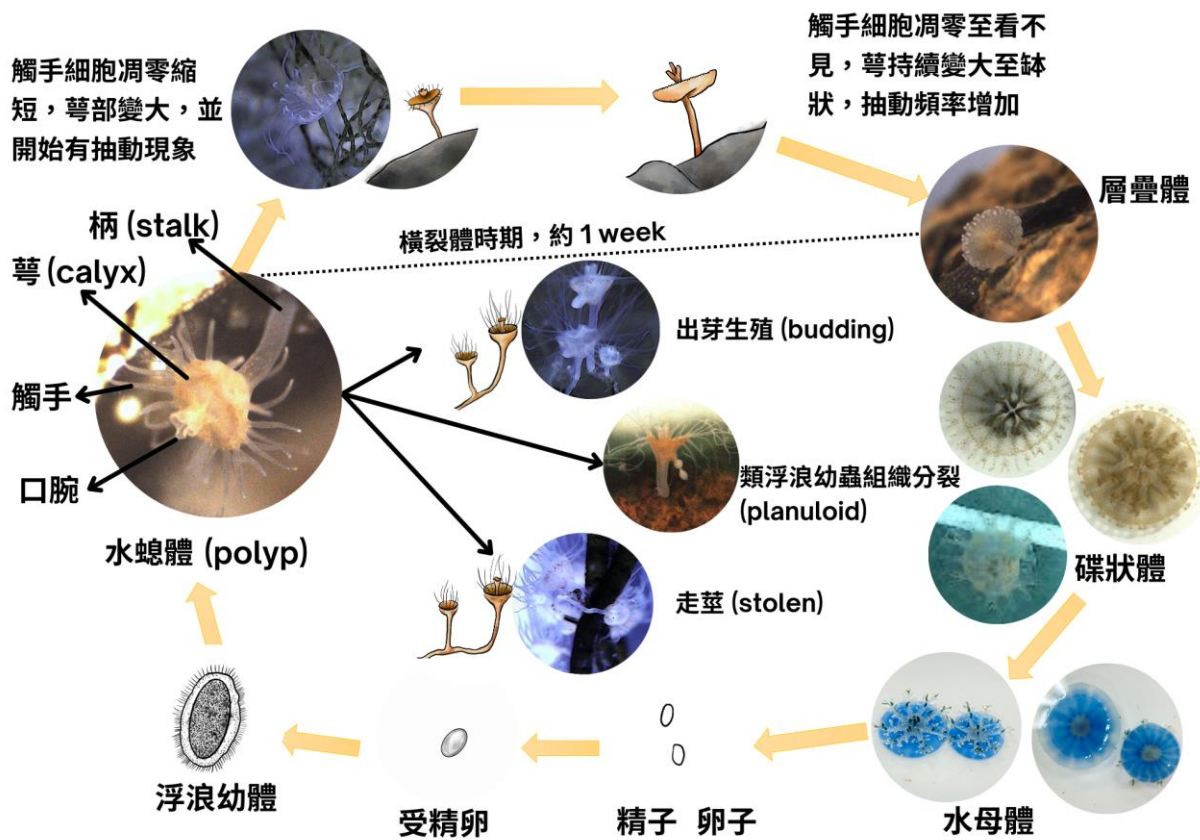 觸手細胞凋零縮
短，萼部變大，並
開始有抽動現象
觸手細胞凋零至看不
見，萼持續變大至缽
狀，抽動頻率增加
層疊體
柄 (stalk)
橫裂體時期，約 1 week
萼 (calyx)
出芽生殖 (budding)
觸手
類浮浪幼蟲組織分裂
(planuloid)
口腕
水螅體 (polyp)
碟狀體
走莖 (stolen)
浮浪幼體
受精卵
精子 卵子
水母體